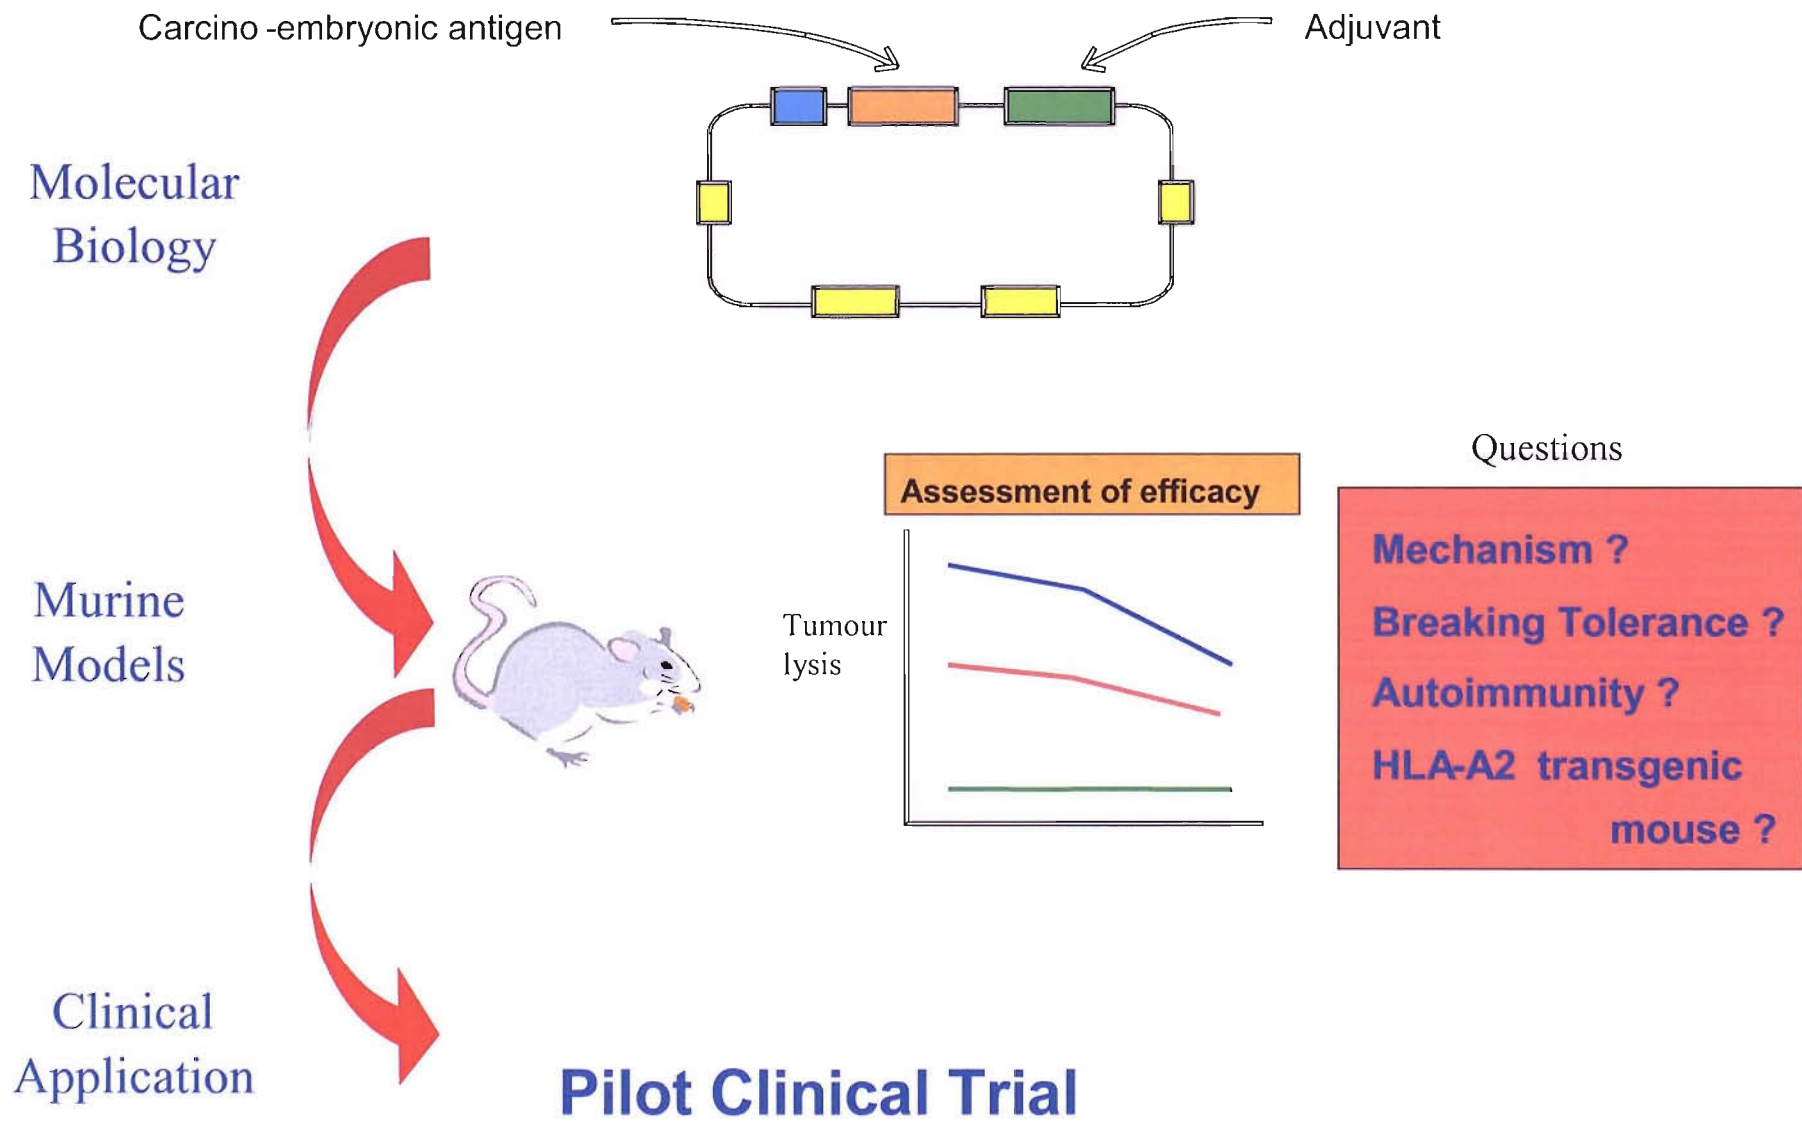 Carcino -embryonic antigen
Adjuvant
Molecular
Biology
Murine
Models
Assessment of efficacy
Tumour
lysis
Questions
Mechanism ?
Breaking Tolerance ?
Autoimmunity ?
HLA-A2 transgenic
mouse ?
Clinical
Application
Pilot Clinical Trial